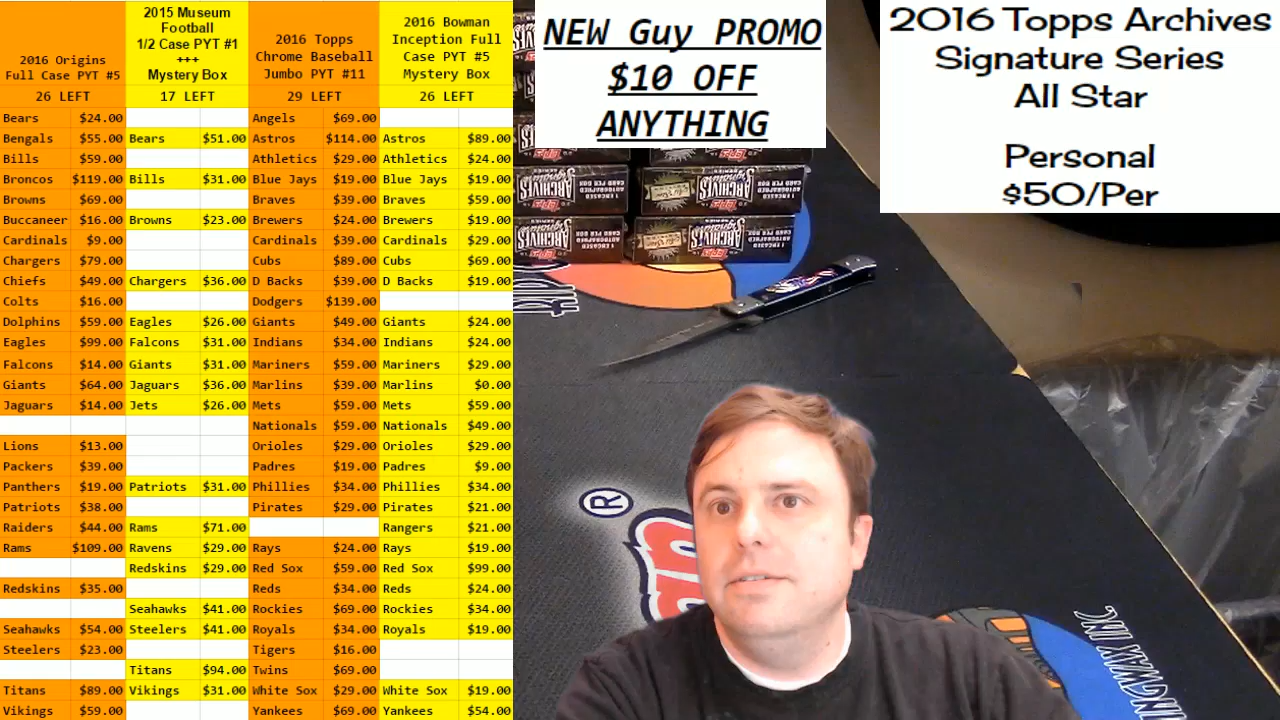 2016 Origins
Full Case PYT #5
26 LEFT
Bears $24.00
Bengals $55.00
Bills $59.00
Broncos $119.00
Browns $69.00
Buccaneer $16.00
Cardinals $9.00
Chargers $79.00
Chiefs $49.00
Colts $16.00
Dolphins $59.00
Eagles $99.00
Falcons $14.00
Giants $64.00
Jaguars $14.00
Lions $13.00
Packers $39.00
Panthers $19.00
Patriots $38.00
Raiders $44.00
Rams $109.00
Redskins $35.00
Seahawks $54.00
Steelers $23.00
Titans $89.00
Vikings $59.00
2015 Museum
Football
1/2 Case PYT #1
+++
Mystery Box
17 LEFT
Bears $51.00
Bills $31.00
Browns $23.00
Chargers $36.00
Eagles $26.00
Falcons $31.00
Giants $31.00
Jaguars $36.00
Jets $26.00
Patriots $31.00
Rams $71.00
Ravens $29.00
Redskins $29.00
Seahawks $41.00
Steelers $41.00
Titans $94.00
Vikings $31.00
2016 Topps
Chrome Baseball
Jumbo PYT #11
29 LEFT
Angels $69.00
Astros $114.00
Athletics $29.00
Blue Jays $19.00
Braves $39.00
Brewers $24.00
Cardinals $39.00
Cubs $89.00
D Backs $39.00
Dodgers $139.00
Giants $49.00
Indians $34.00
Mariners $59.00
Marlins $39.00
Mets $59.00
Nationals $59.00
Orioles $29.00
Padres $19.00
Phillies $34.00
Pirates $29.00
Rays $24.00
Red Sox $59.00
Reds $34.00
Rockies $69.00
Royals $34.00
Tigers $16.00
Twins $69.00
White Sox $29.00
Yankees $69.00
2016 Bowman
Inception Full
Case PYT #5
Mystery Box
26 LEFT
Astros $89.00
Athletics $24.00
Blue Jays $19.00
Braves $59.00
Brewers $19.00
Cardinals $29.00
Cubs $69.00
D Backs $19.00
Giants $24.00
Indians $24.00
Mariners $29.00
Marlins $0.00
Mets $59.00
Nationals $49.00
Orioles $29.00
Padres $9.00
Phillies $34.00
Pirates $21.00
Rangers $21.00
Rays $19.00
Red Sox $99.00
Reds $24.00
Rockies $34.00
Royals $19.00
White Sox $19.00
Yankees $54.00
NEW Guy PROMO
$10 OFF
ANYTHING
2016 Topps Archives
Signature Series
All Star
Personal
$50/Per
ARCHIVES
ARCHIVES
ARCHIVES
ARCHIVES
®
INGWAX INC